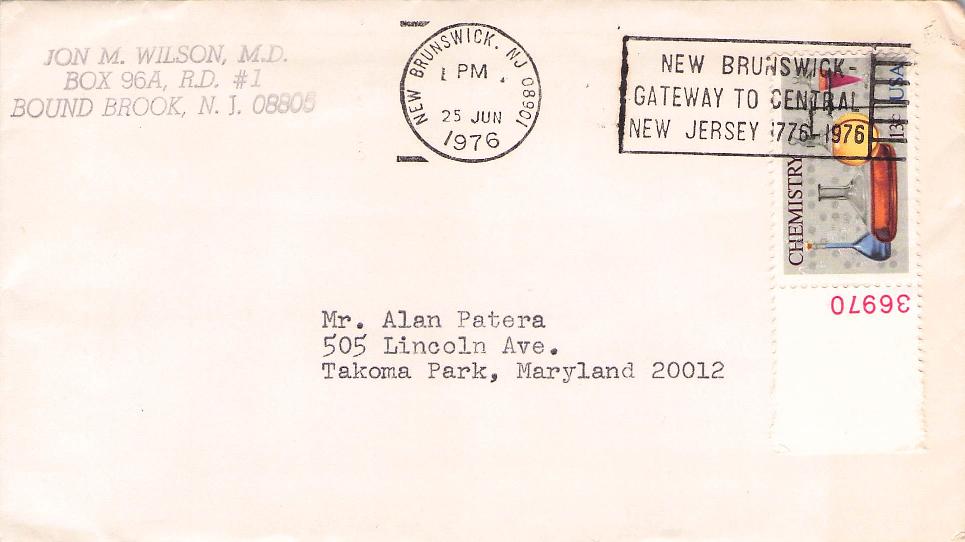 JON M. WILSON, M.D.
BOX 96A, R.D. #1
BOUND BROOK, N. J. 08805
NEW BRUNSWICK, NJ 08901
PM
25 JUN
1976
NEW BRUNSWICK-
GATEWAY TO CENTRAL
NEW JERSEY 1776-1976
CHEMISTRY
USA
13c
36970
Mr. Alan Patera
505 Lincoln Ave.
Takoma Park, Maryland 20012